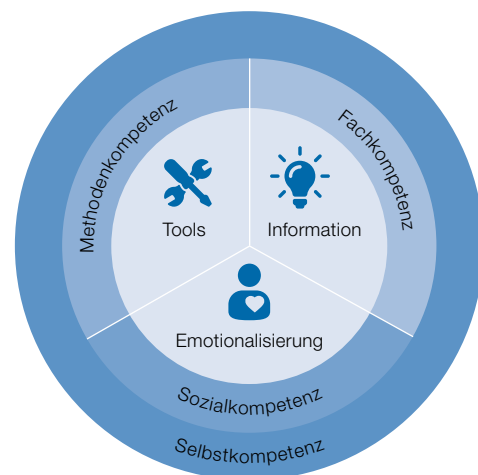 Methodenkompetenz
Fachkompetenz
Tools
Information
Emotionalisierung
Sozialkompetenz
Selbstkompetenz